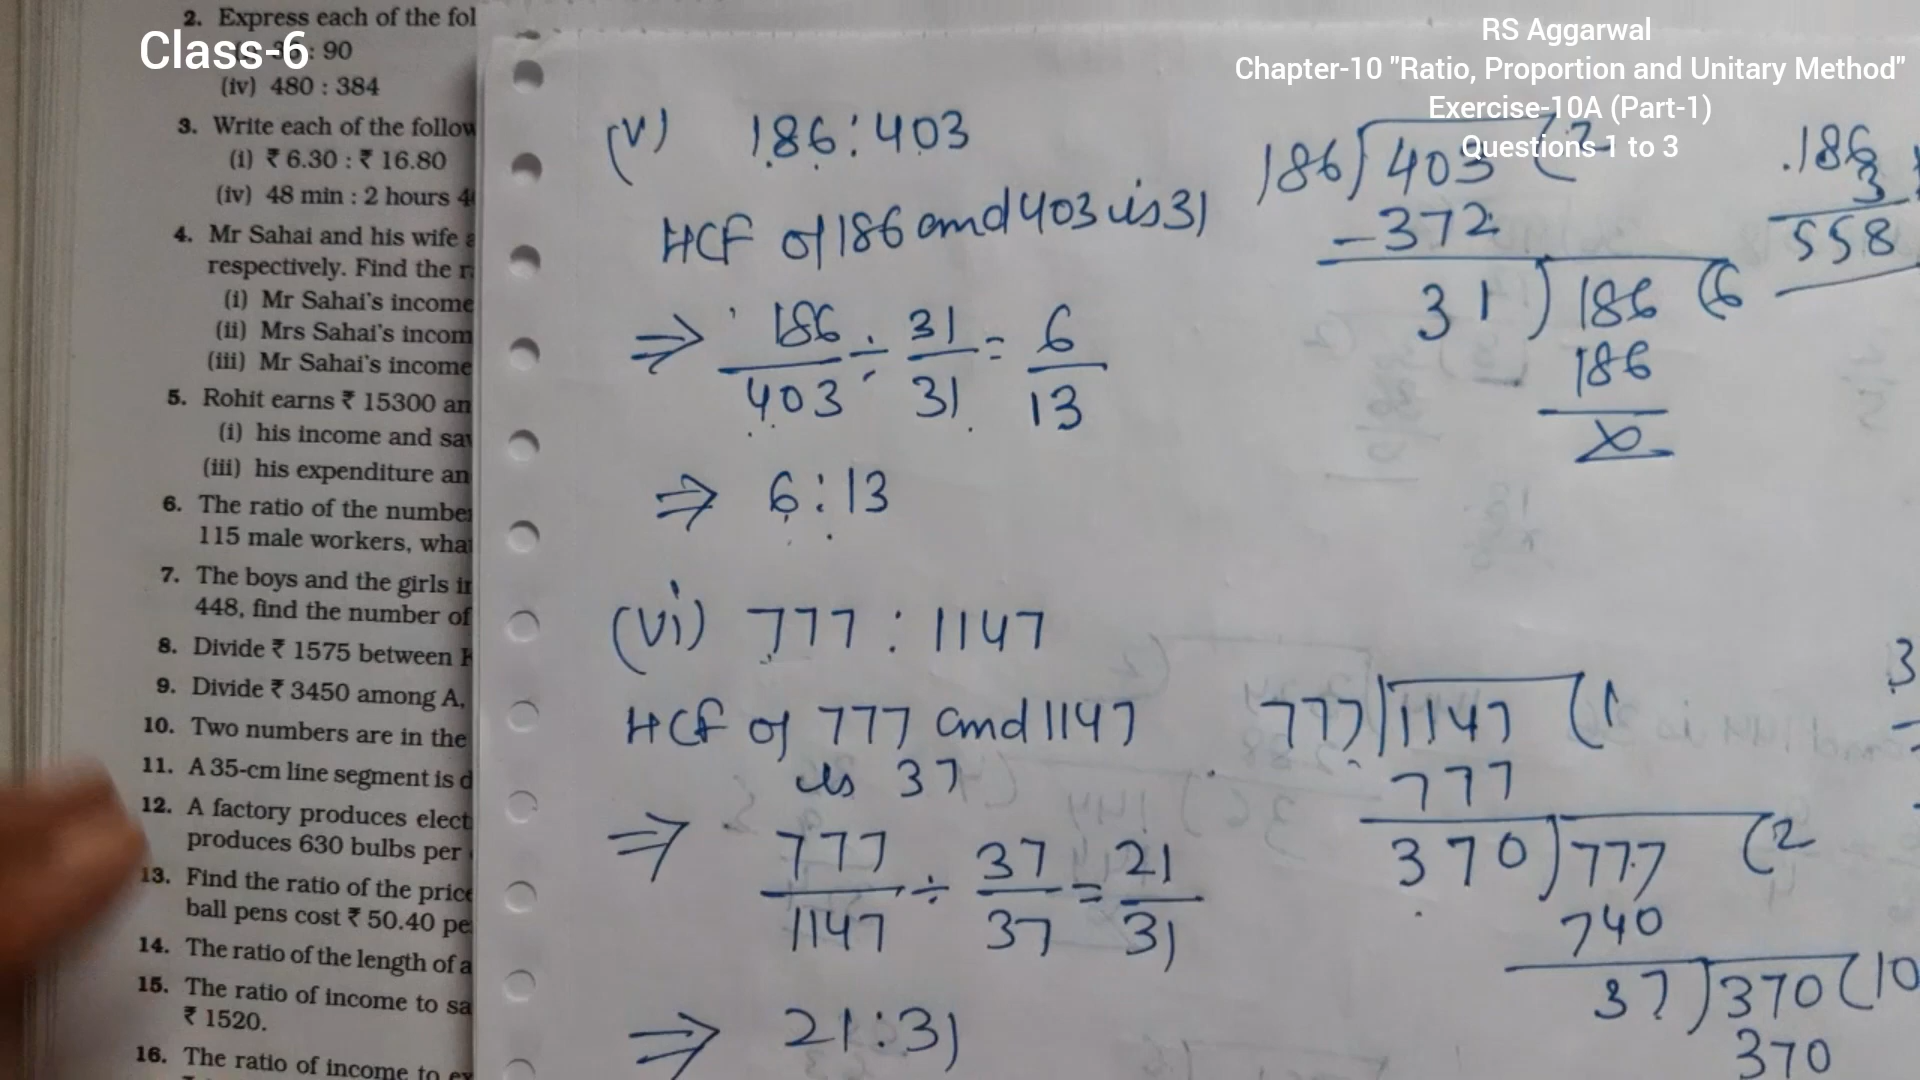 Class-6
RS Aggarwal
Chapter-10 "Ratio, Proportion and Unitary Method"
Exercise-10A (Part-1)
Questions 1 to 3
2. Express each of the fol
: 90
(iv) 480 : 384
3. Write each of the follow
(i) ₹ 6.30 : ₹ 16.80
(iv) 48 min : 2 hours 4
4. Mr Sahai and his wife
respectively. Find the r
(i) Mr Sahai's income
(ii) Mrs Sahai's incom
(iii) Mr Sahai's income
5. Rohit earns ₹ 15300 an
(i) his income and sa
(iii) his expenditure an
6. The ratio of the number
115 male workers, what
7. The boys and the girls in
448, find the number of
8. Divide ₹ 1575 between
9. Divide ₹ 3450 among A,
10. Two numbers are in the
11. A 35-cm line segment is d
12. A factory produces elect
produces 630 bulbs per
13. Find the ratio of the price
ball pens cost ₹ 50.40 pe
14. The ratio of the length of a
15. The ratio of income to sa
₹ 1520.
16. The ratio of income to ex
(v) 186 : 403
HCF of 186 and 403 is 31
⇒ 186/403 ÷ 31/31 = 6/13
⇒ 6 : 13
186) 403 (2
-372
31) 186 (6
186
x
186
3
558
(vi) 777 : 1147
HCF of 777 and 1147
is 37
⇒ 777/1147 ÷ 37/37 = 21/31
⇒ 21 : 31
777) 1147 (1
777
370) 777 (2
740
37) 370 (10
370
3